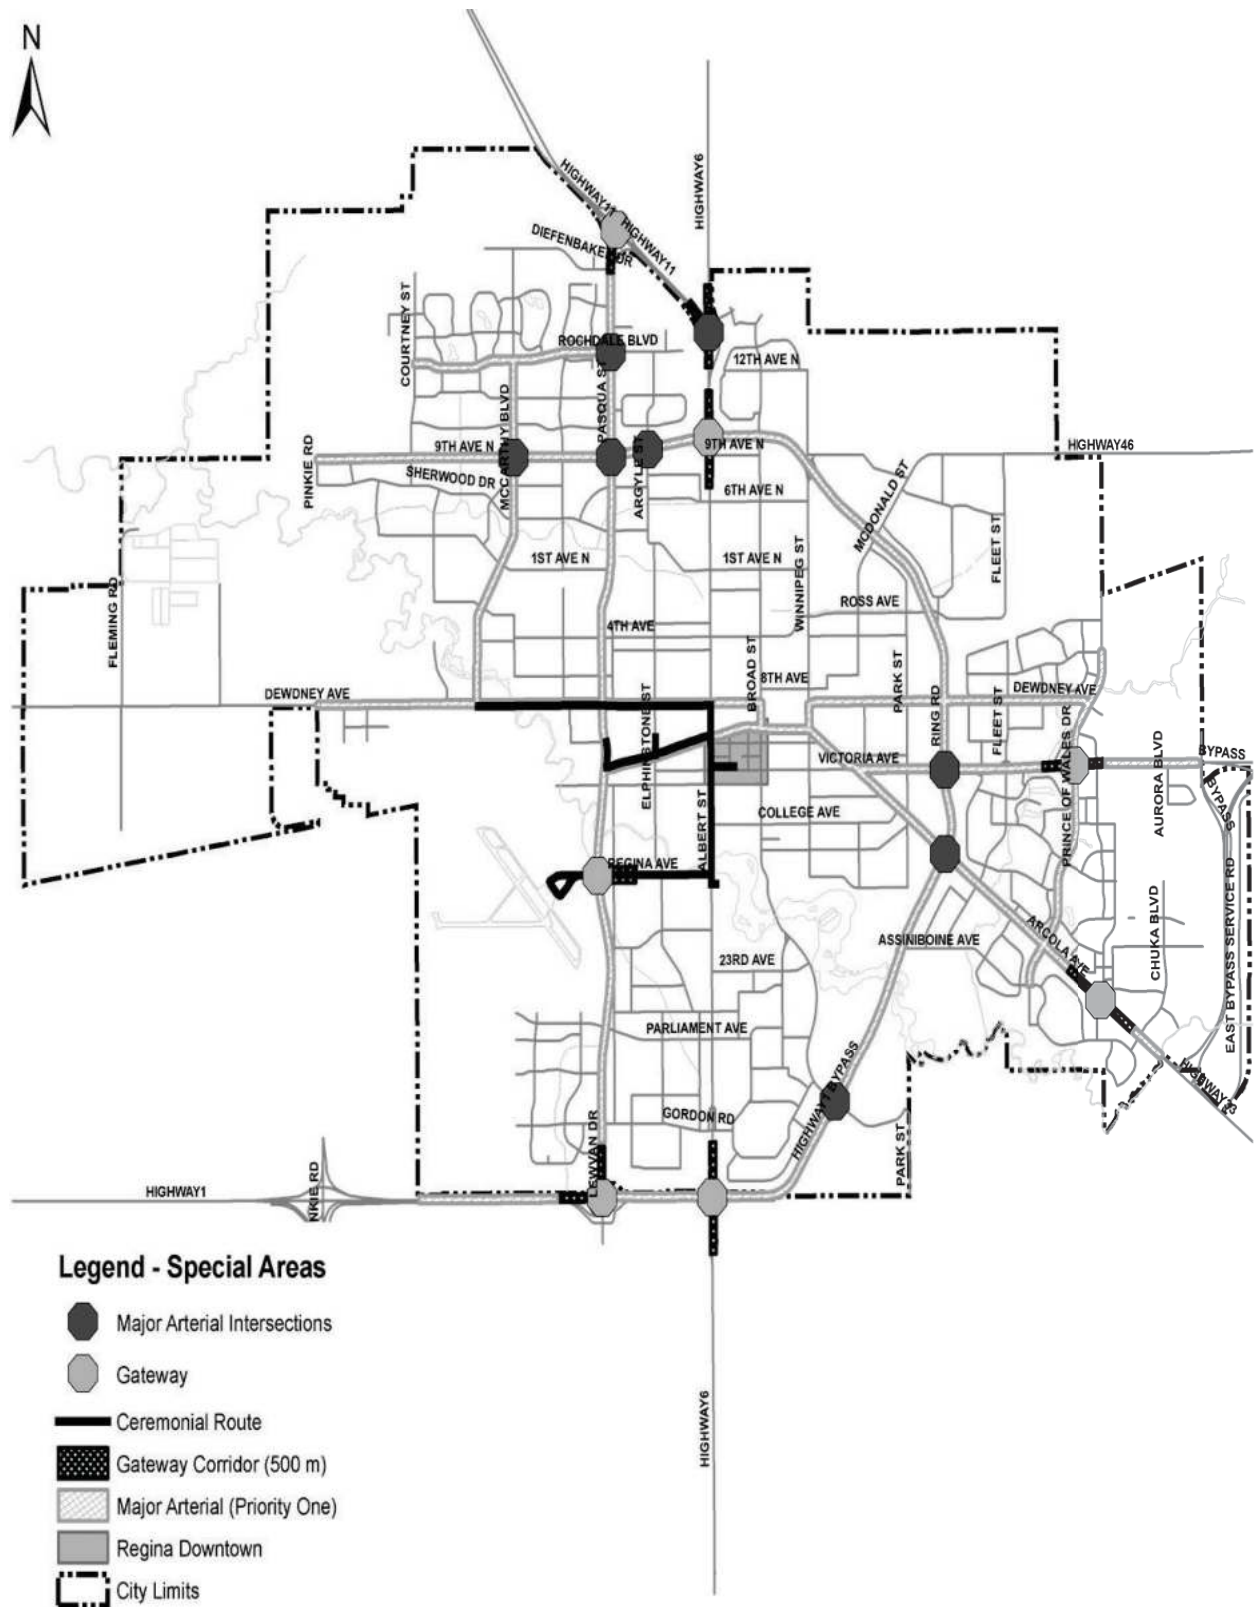 N
HIGHWAY11
HIGHWAY6
HIGHWAY11
DIEFENBAKER DR
COURTNEY ST
ROCHDALE BLVD
12TH AVE N
PASQUA ST
MCCARTHY BLVD
9TH AVE N
9TH AVE N
HGHWAY46
PINKIE RD
SHERWOOD DR
ARGYLE ST
6TH AVE N
MCDONALD ST
FLEET ST
1ST AVE N
1ST AVE N
WINNIPEG ST
FLEMING RD
ROSS AVE
4TH AVE
BROAD ST
8TH AVE
PARK ST
DEWDNEY AVE
DEWDNEY AVE
ELPHINSTONE ST
RING RD
FLEET ST
VICTORIA AVE
PRINCE OF WALES DR
AURORA BLVD
BYPASS
BYPASS
ALBERT ST
COLLEGE AVE
REGINA AVE
EAST BYPASS SERVICE RD
CHUKA BLVD
ARCOLA AVE
ASSINIBOINE AVE
23RD AVE
PARLIAMENT AVE
HIGHWAY1 BYPASS
GORDON RD
LEWVAN DR
PARK ST
HIGHWAY33
HIGHWAY1
NKIE RD
HIGHWAY6
Legend - Special Areas
Major Arterial Intersections
Gateway
Ceremonial Route
Gateway Corridor (500 m)
Major Arterial (Priority One)
Regina Downtown
City Limits